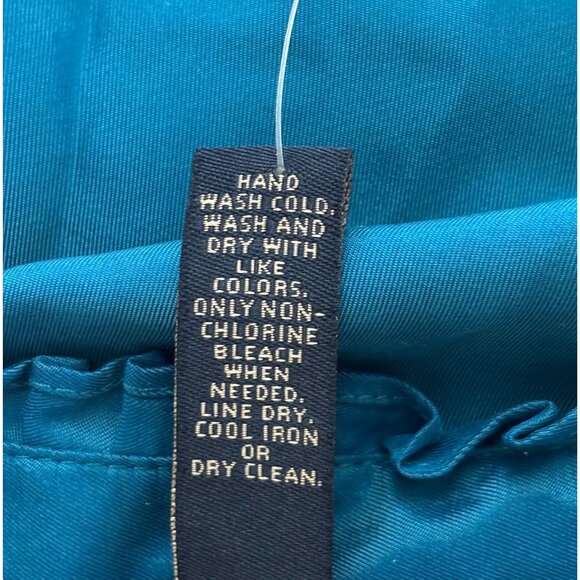 HAND
WASH COLD.
WASH AND
DRY WITH
LIKE
COLORS.
ONLY NON-
CHLORINE
BLEACH
WHEN
NEEDED.
LINE DRY.
COOL IRON
OR
DRY CLEAN.